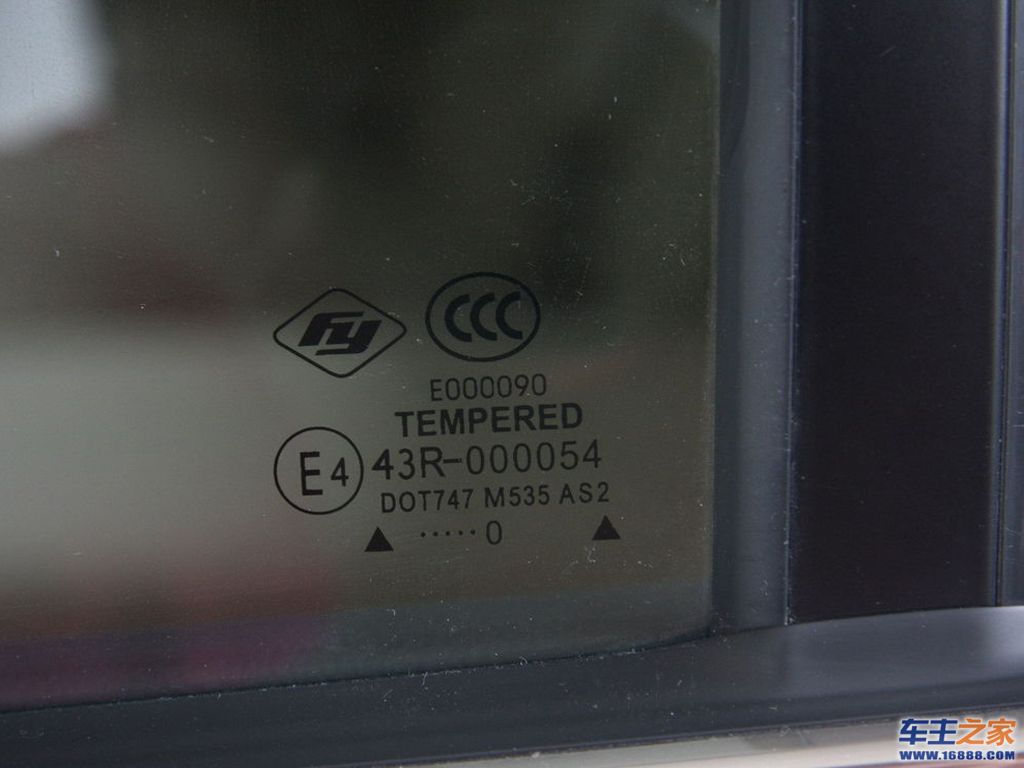 fy
CCC
E000090
TEMPERED
E4 43R-000054
DOT747 M535 AS2
▲ ·····0 ▲
车主之家
www.16888.com